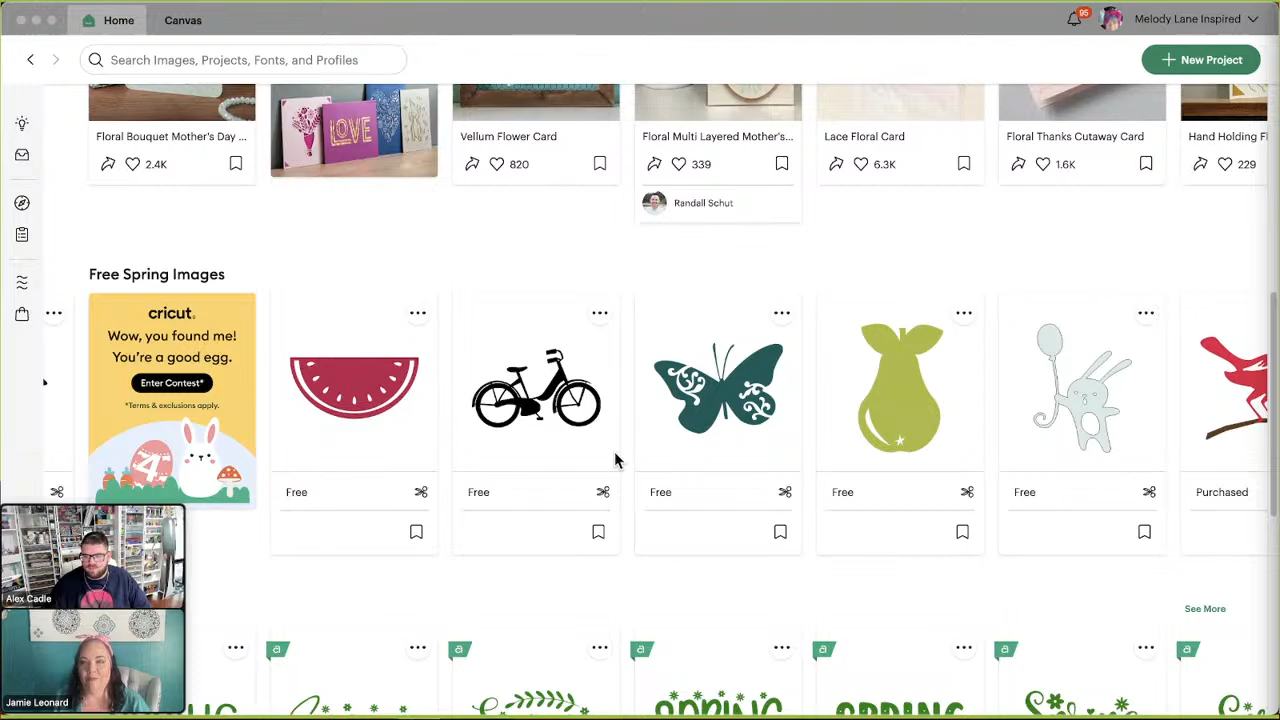 Home
Canvas
95
Melody Lane Inspired
Search Images, Projects, Fonts, and Profiles
New Project
LOVE
Floral Bouquet Mother's Day ...
Vellum Flower Card
Floral Multi Layered Mother's...
Lace Floral Card
Floral Thanks Cutaway Card
Hand Holding Fl
2.4K
820
339
6.3K
1.6K
229
Randall Schut
Free Spring Images
cricut
Wow, you found me!
You're a good egg.
Enter Contest*
*Terms & exclusions apply.
Free
Free
Free
Free
Free
Purchased
Alex Cadle
See More
a
a
a
a
a
a
SPRING
SPRING
Jamie Leonard